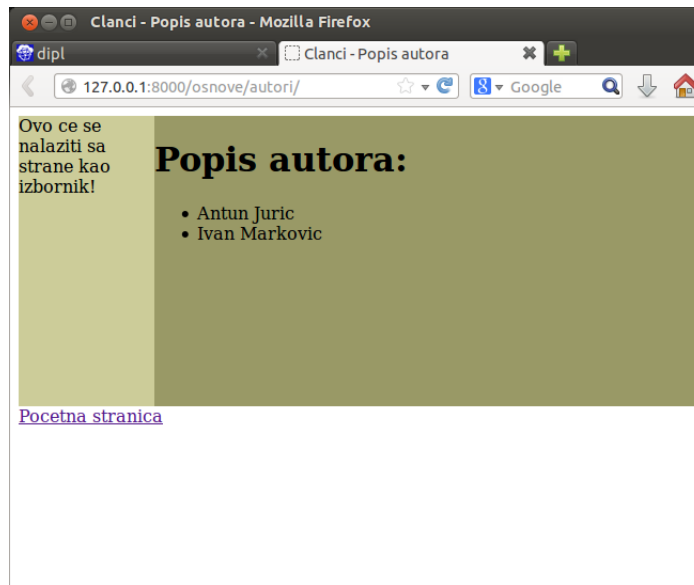 Clanci - Popis autora - Mozilla Firefox
dipl
Clanci - Popis autora
127.0.0.1:8000/osnove/autori/
8
Google
Ovo ce se
nalaziti sa
strane kao
izbornik!
Popis autora:
• Antun Juric
• Ivan Markovic
Pocetna stranica